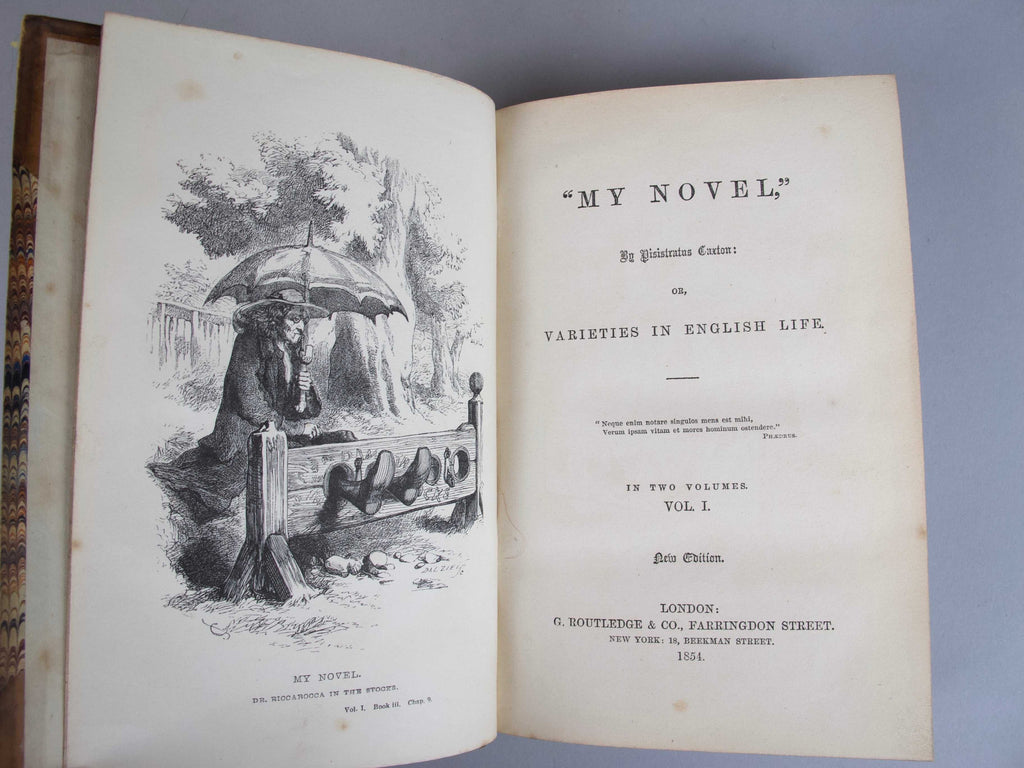 DALZIEL
MY NOVEL.
DR. RICCABOCCA IN THE STOCKS.
Vol. I. Book iii. Chap. 9.
“MY NOVEL,”
By Pisistratus Caxton:
OR,
VARIETIES IN ENGLISH LIFE.
“Neque enim notare singulos mens est mihi,
Verum ipsam vitam et mores hominum ostendere.”
PHÆDRUS.
IN TWO VOLUMES.
VOL. I.
New Edition.
LONDON:
G. ROUTLEDGE & CO., FARRINGDON STREET.
NEW YORK: 18, BEEKMAN STREET.
1854.